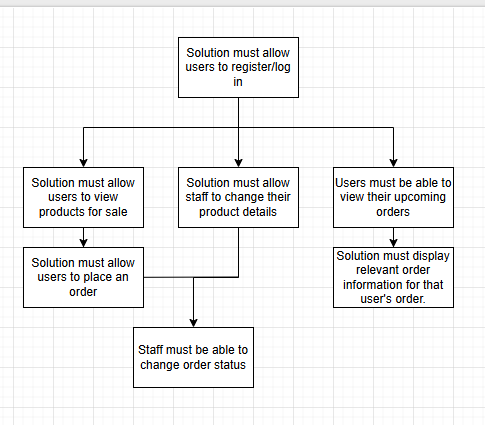 Solution must allow
users to register/log
in
Solution must allow
users to view
products for sale
Solution must allow
staff to change their
product details
Users must be able to
view their upcoming
orders
Solution must allow
users to place an
order
Solution must display
relevant order
information for that
user's order.
Staff must be able to
change order status